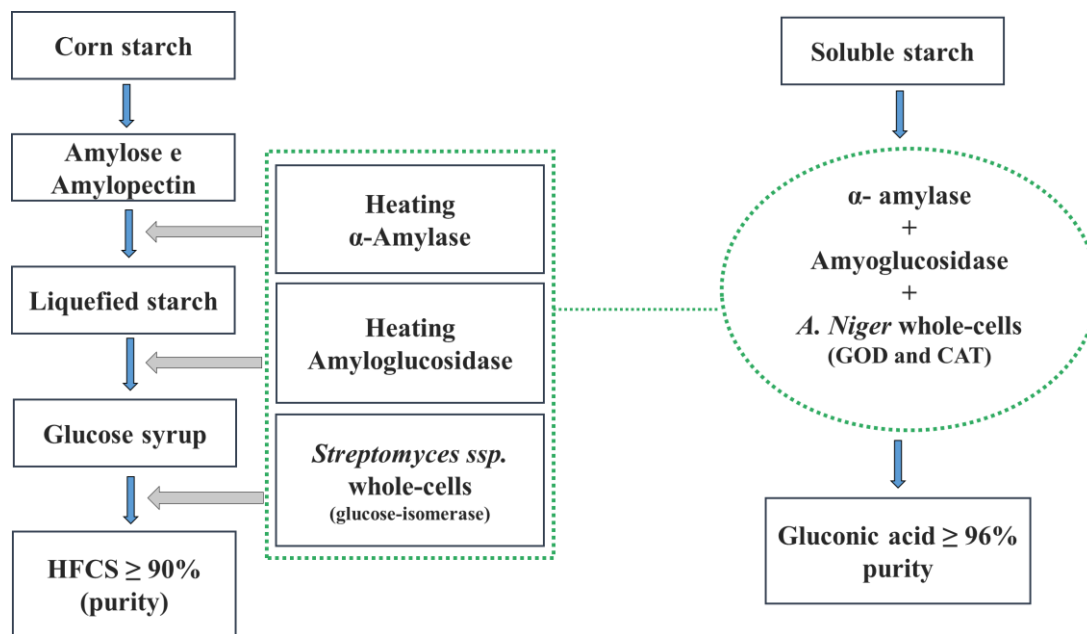 Corn starch
Amylose e
Amylopectin
Liquefied starch
Glucose syrup
HFCS ≥ 90%
(purity)
Heating
α-Amylase
Heating
Amyloglucosidase
Streptomyces ssp.
whole-cells
(glucose-isomerase)
Soluble starch
α- amylase
+
Amyoglucosidase
+
A. Niger whole-cells
(GOD and CAT)
Gluconic acid ≥ 96%
purity